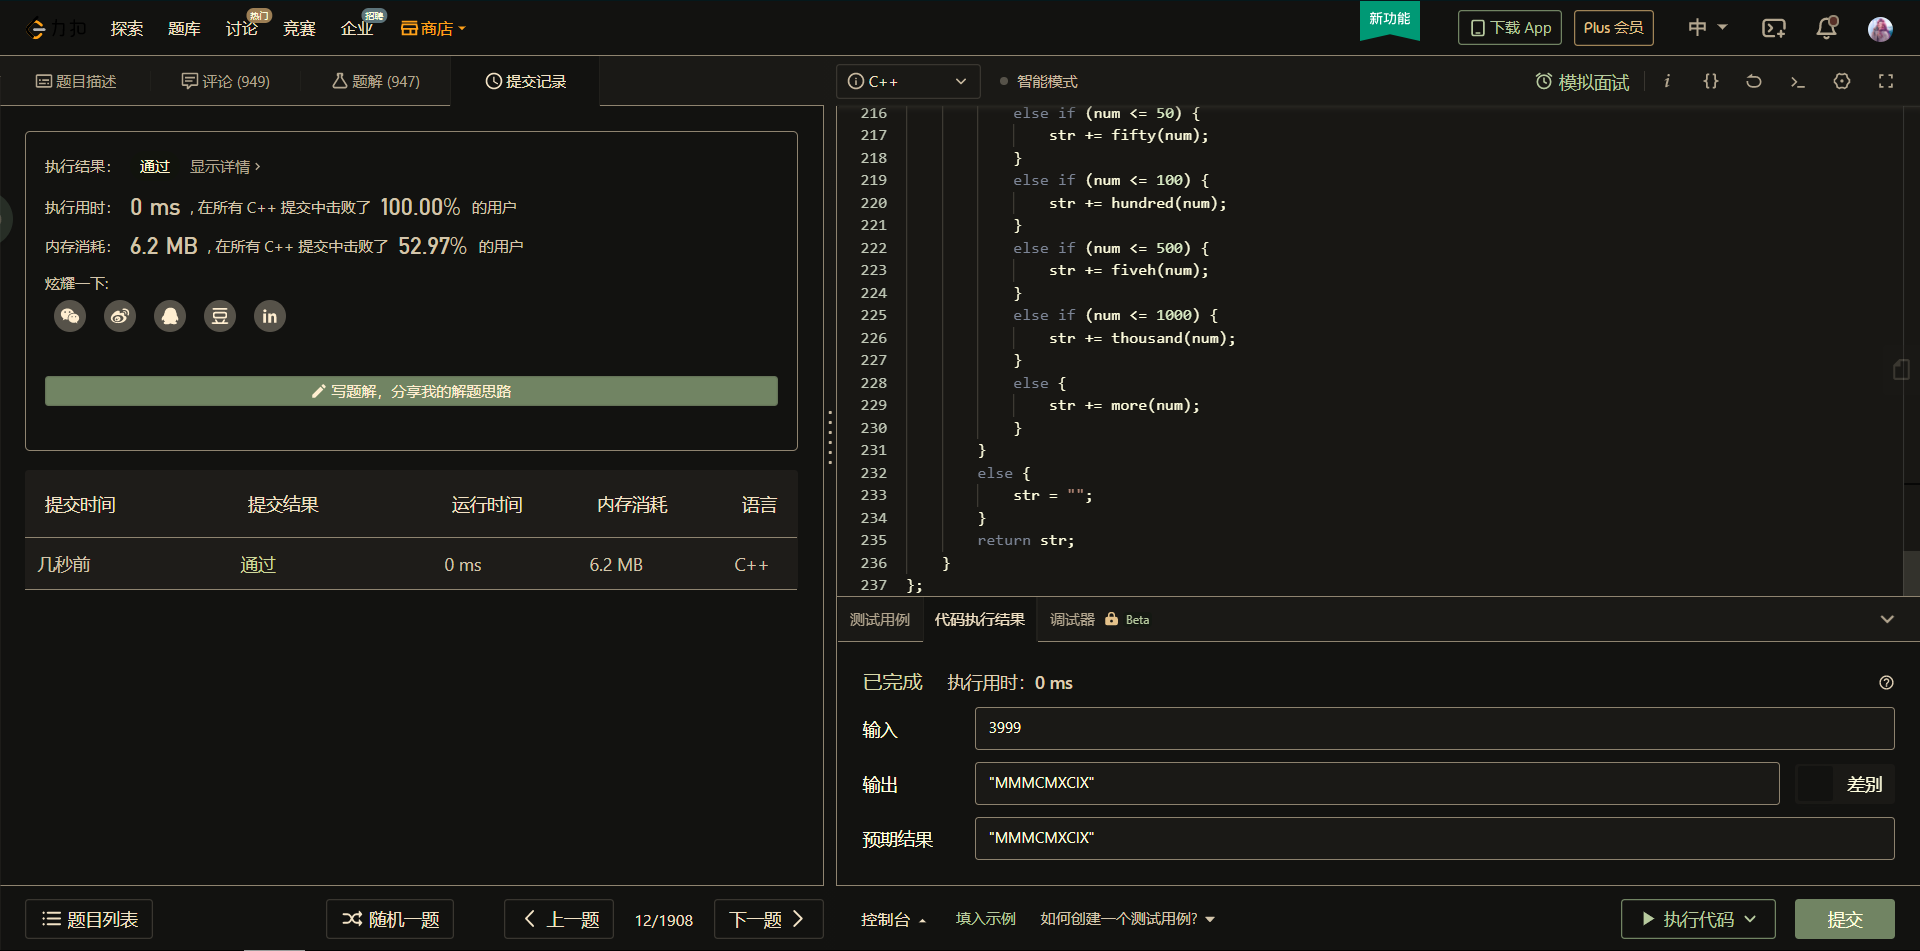 力扣 探索 题库 讨论 热门 竞赛 企业 招聘 商店 新功能 下载 App Plus 会员 中
题目描述 评论 (949) 题解 (947) 提交记录
执行结果： 通过 显示详情 ›
执行用时： 0 ms , 在所有 C++ 提交中击败了 100.00% 的用户
内存消耗： 6.2 MB , 在所有 C++ 提交中击败了 52.97% 的用户
炫耀一下:
豆 in
写题解，分享我的解题思路
提交时间 提交结果 运行时间 内存消耗 语言
几秒前 通过 0 ms 6.2 MB C++
题目列表 随机一题 上一题 12/1908 下一题
C++ 智能模式 模拟面试 i {}
216 else if (num <= 50) {
217 str += fifty(num);
218 }
219 else if (num <= 100) {
220 str += hundred(num);
221 }
222 else if (num <= 500) {
223 str += fiveh(num);
224 }
225 else if (num <= 1000) {
226 str += thousand(num);
227 }
228 else {
229 str += more(num);
230 }
231 }
232 else {
233 str = "";
234 }
235 return str;
236 }
237 };
测试用例 代码执行结果 调试器 Beta
已完成 执行用时：0 ms
输入 3999
输出 "MMMCMXCIX" 差别
预期结果 "MMMCMXCIX"
控制台 填入示例 如何创建一个测试用例? 执行代码 提交